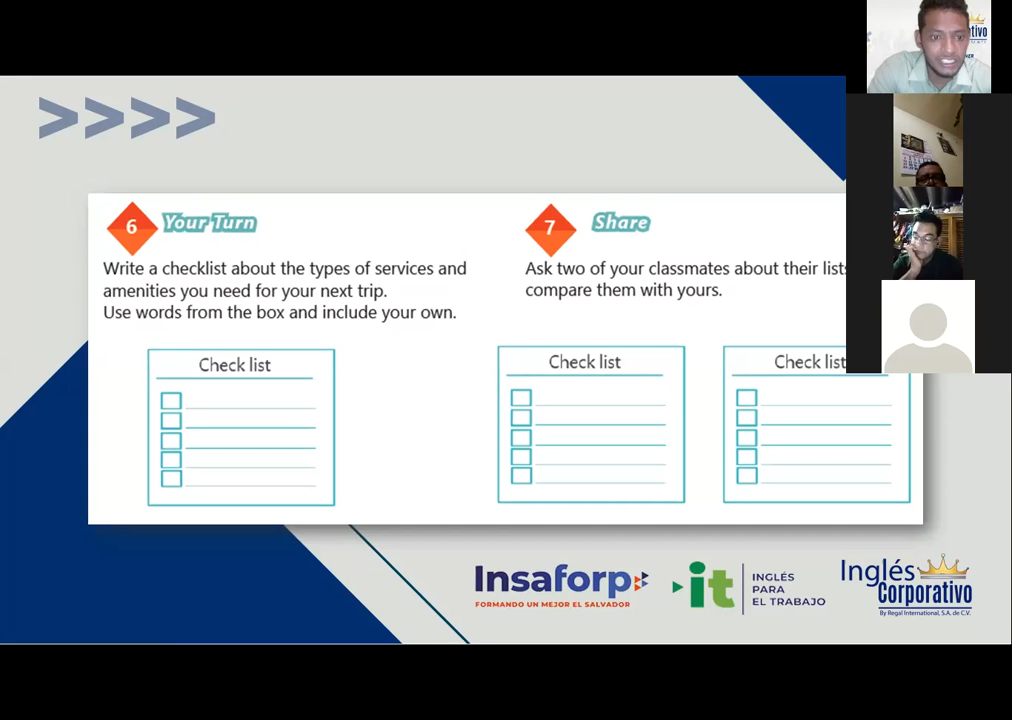 >>>>
6 Your Turn
Write a checklist about the types of services and
amenities you need for your next trip.
Use words from the box and include your own.
Check list
7 Share
Ask two of your classmates about their lists
compare them with yours.
Check list
Check list
Insaforp
FORMANDO UN MEJOR EL SALVADOR
it
INGLÉS
PARA
EL TRABAJO
Inglés
Corporativo
By Regal International, S.A. de C.V.